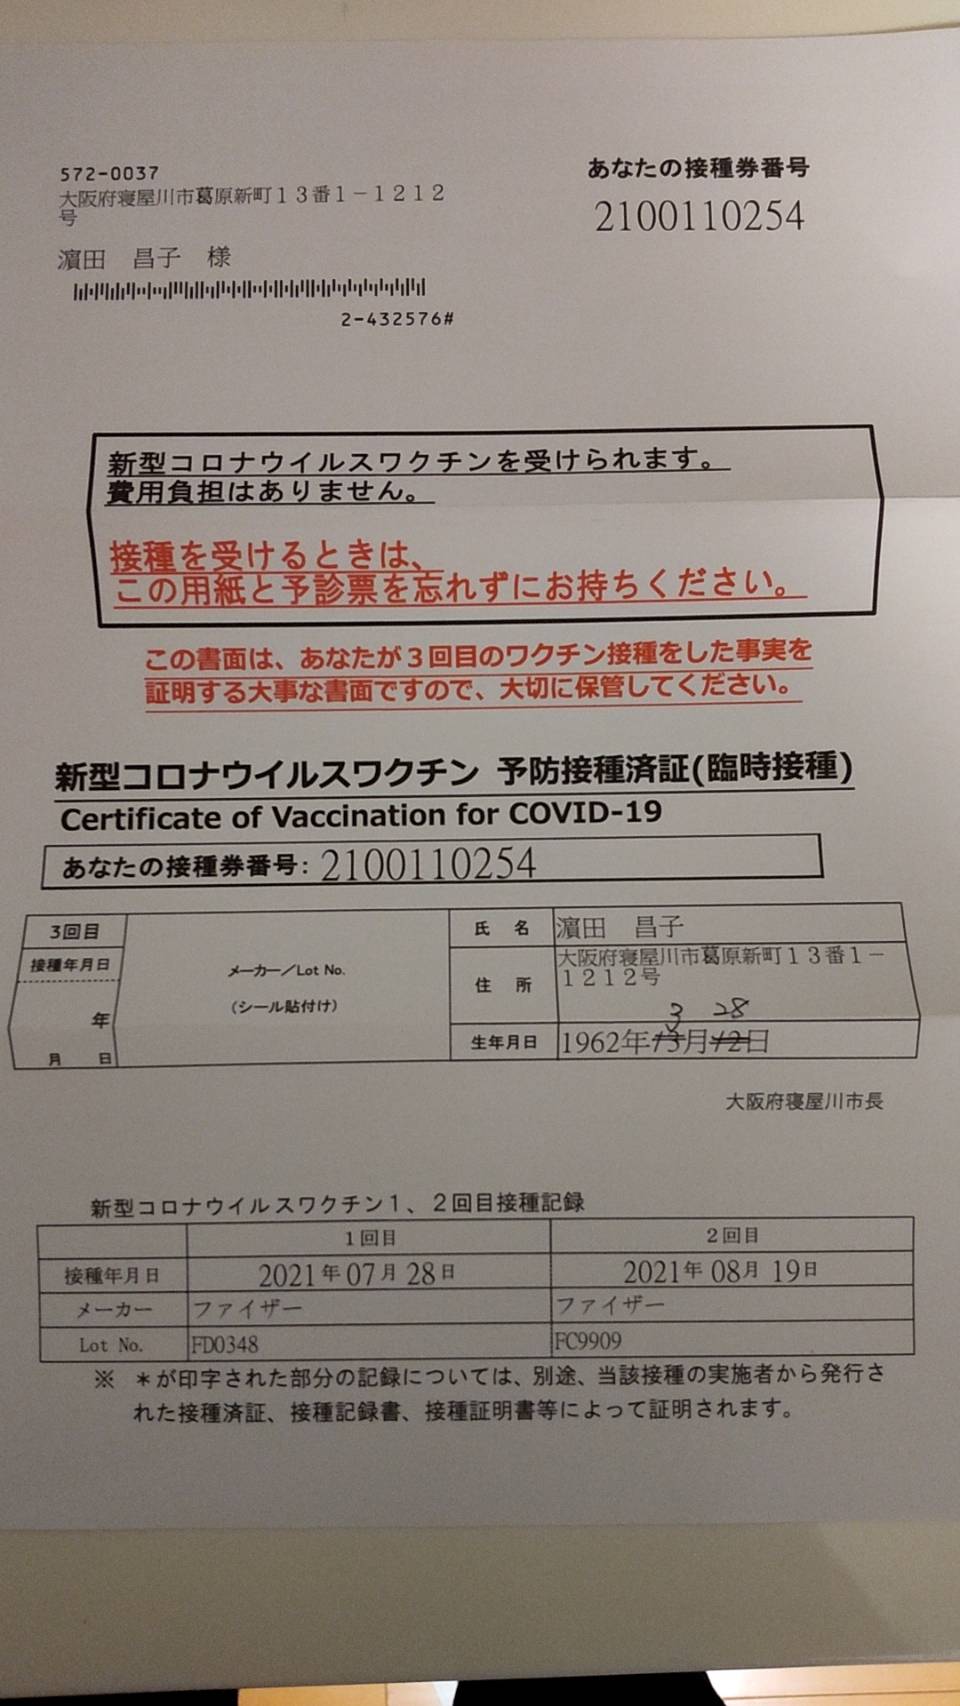 572-0037
あなたの接種券番号
大阪府寝屋川市葛原新町１３番１－１２１２
号
2100110254
濵田　昌子　様
2-432576#
新型コロナウイルスワクチンを受けられます。
費用負担はありません。
接種を受けるときは、
この用紙と予診票を忘れずにお持ちください。
この書面は、あなたが３回目のワクチン接種をした事実を
証明する大事な書面ですので、大切に保管してください。
新型コロナウイルスワクチン 予防接種済証(臨時接種)
Certificate of Vaccination for COVID-19
あなたの接種券番号: 2100110254
3回目
接種年月日
年
月 日
メーカー／Lot No.
(シール貼付け)
氏 名 濵田　昌子
住 所 大阪府寝屋川市葛原新町１３番１－
１２１２号
3 28
生年月日 1962年13月12日
大阪府寝屋川市長
新型コロナウイルスワクチン１、２回目接種記録
1回目 2回目
接種年月日 2021年 07月 28日 2021年 08月 19日
メーカー ファイザー ファイザー
Lot No. FD0348 FC9909
※ ＊が印字された部分の記録については、別途、当該接種の実施者から発行さ
れた接種済証、接種記録書、接種証明書等によって証明されます。